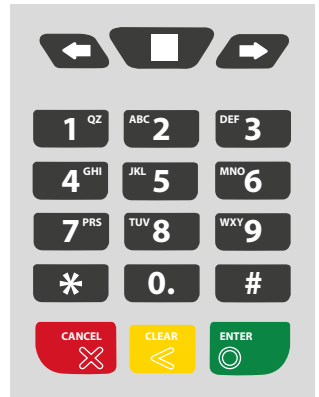 1 QZ ABC 2 DEF 3
4 GHI JKL 5 MNO 6
7 PRS TUV 8 WXY 9
* 0. #
CANCEL CLEAR ENTER